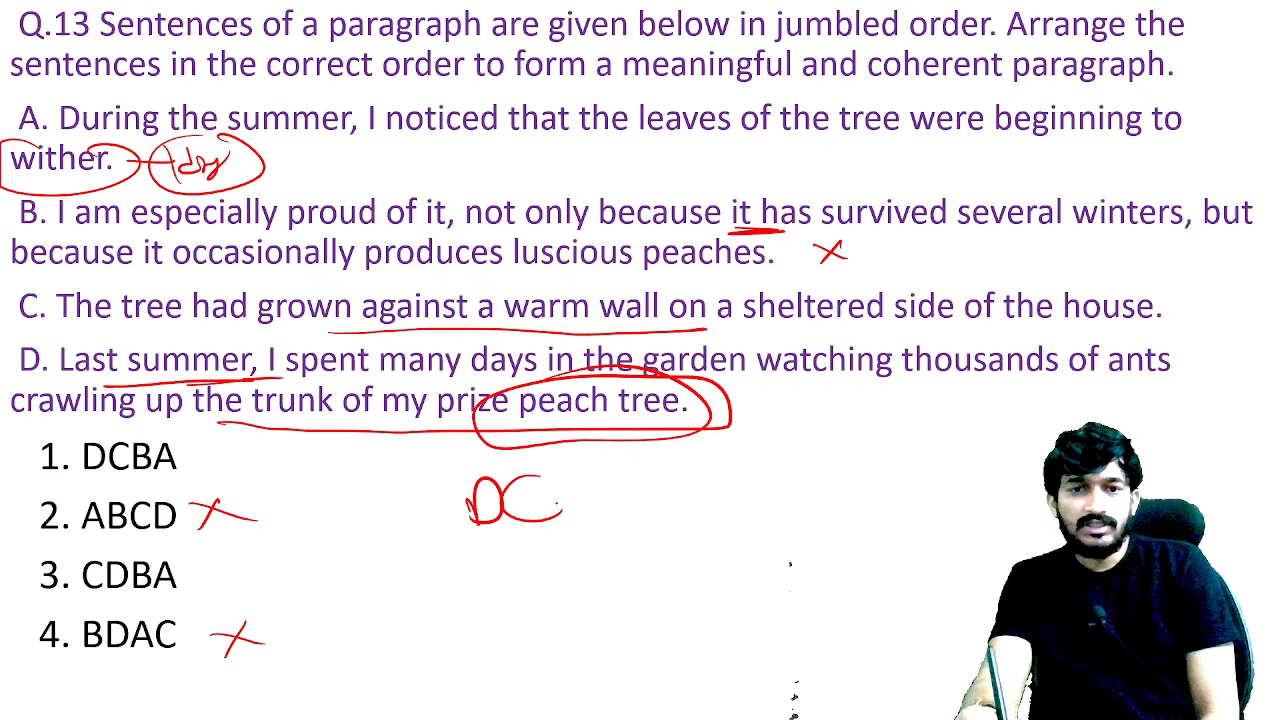 Q.13 Sentences of a paragraph are given below in jumbled order. Arrange the
sentences in the correct order to form a meaningful and coherent paragraph.
A. During the summer, I noticed that the leaves of the tree were beginning to
wither. dry
B. I am especially proud of it, not only because it has survived several winters, but
because it occasionally produces luscious peaches.
C. The tree had grown against a warm wall on a sheltered side of the house.
D. Last summer, I spent many days in the garden watching thousands of ants
crawling up the trunk of my prize peach tree.
1. DCBA
2. ABCD
DC
3. CDBA
4. BDAC